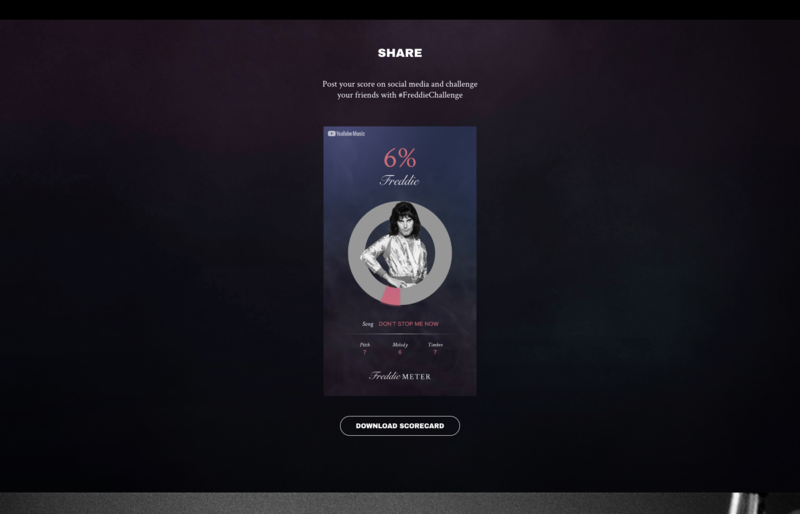 SHARE
Post your score on social media and challenge
your friends with #FreddieChallenge
YouTube Music
6%
Freddie
Song DON'T STOP ME NOW
Pitch Melody Timbre
7 6 7
Freddie METER
DOWNLOAD SCORECARD